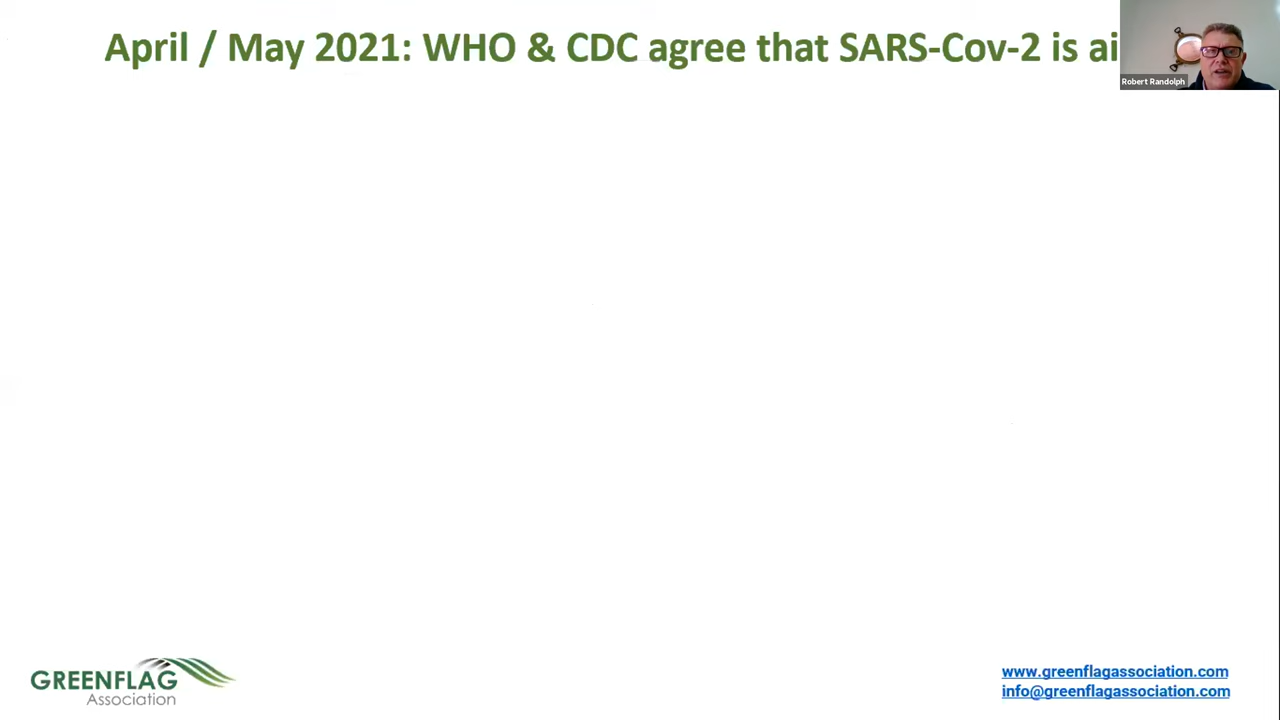 April / May 2021: WHO & CDC agree that SARS-Cov-2 is ai
Robert Randolph
GREENFLAG
Association
www.greenflagassociation.com
info@greenflagassociation.com